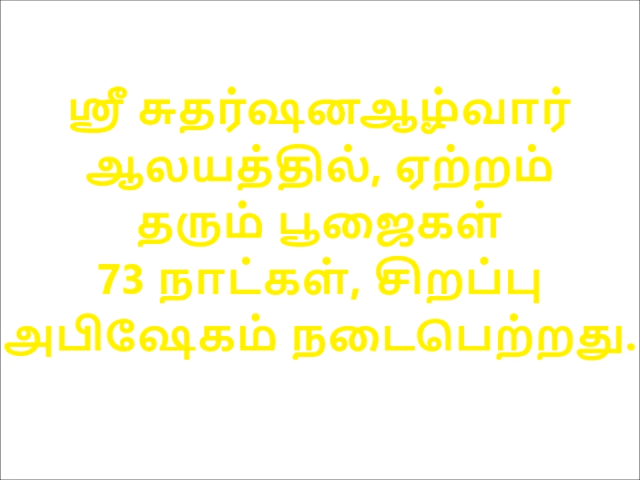 ஸ்ரீ சுதர்ஷனஆழ்வார்
ஆலயத்தில், ஏற்றம்
தரும் பூஜைகள்
73 நாட்கள், சிறப்பு
அபிஷேகம் நடைபெற்றது.